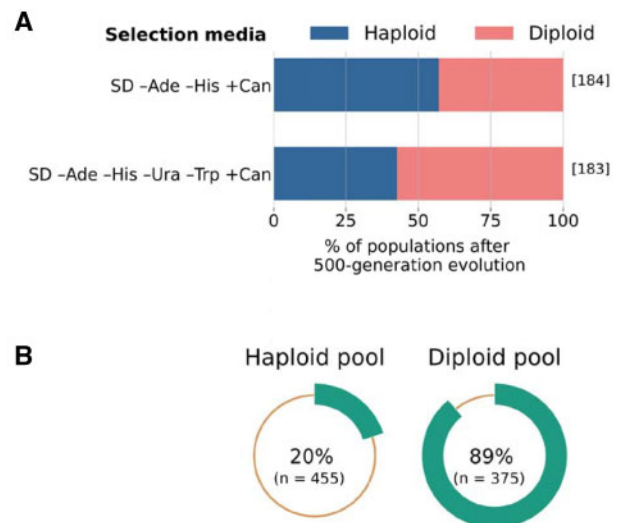 A
Selection media
Haploid
Diploid
SD –Ade –His +Can
[184]
SD –Ade –His –Ura –Trp +Can
[183]
0 25 50 75 100
% of populations after
500-generation evolution
B
Haploid pool
Diploid pool
20%
(n = 455)
89%
(n = 375)